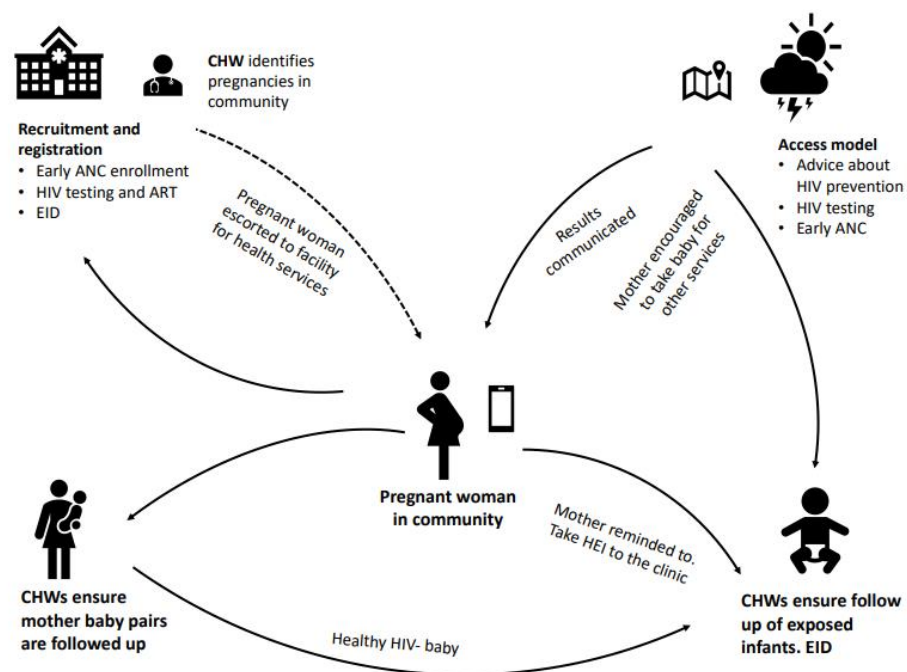 CHW identifies
pregnancies in
community
Recruitment and
registration
• Early ANC enrollment
• HIV testing and ART
• EID
Pregnant woman
escorted to facility
for health services
Results
communicated
Mother encouraged
to take baby for
other services
Access model
• Advice about
HIV prevention
• HIV testing
• Early ANC
Pregnant woman
in community
Mother reminded to.
Take HEI to the clinic
CHWs ensure
mother baby pairs
are followed up
Healthy HIV- baby
CHWs ensure follow
up of exposed
infants. EID